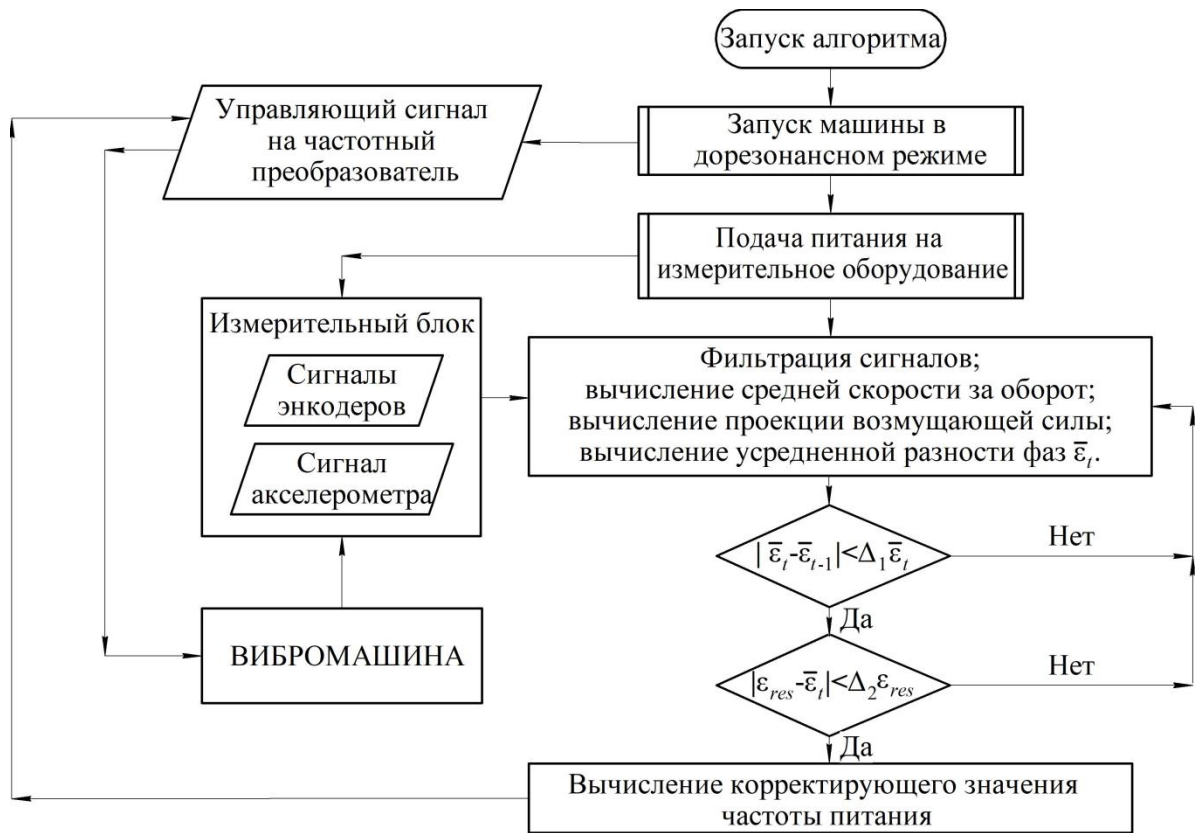 Запуск алгоритма
Управляющий сигнал
на частотный
преобразователь
Запуск машины в
дорезонансном режиме
Подача питания на
измерительное оборудование
Измерительный блок
Сигналы
энкодеров
Сигнал
акселерометра
Фильтрация сигналов;
вычисление средней скорости за оборот;
вычисление проекции возмущающей силы;
вычисление усредненной разности фаз ε̅t.
| ε̅t-ε̅t-1|<Δ1ε̅t
Нет
Да
ВИБРОМАШИНА
|εres-ε̅t|<Δ2εres
Нет
Да
Вычисление корректирующего значения
частоты питания